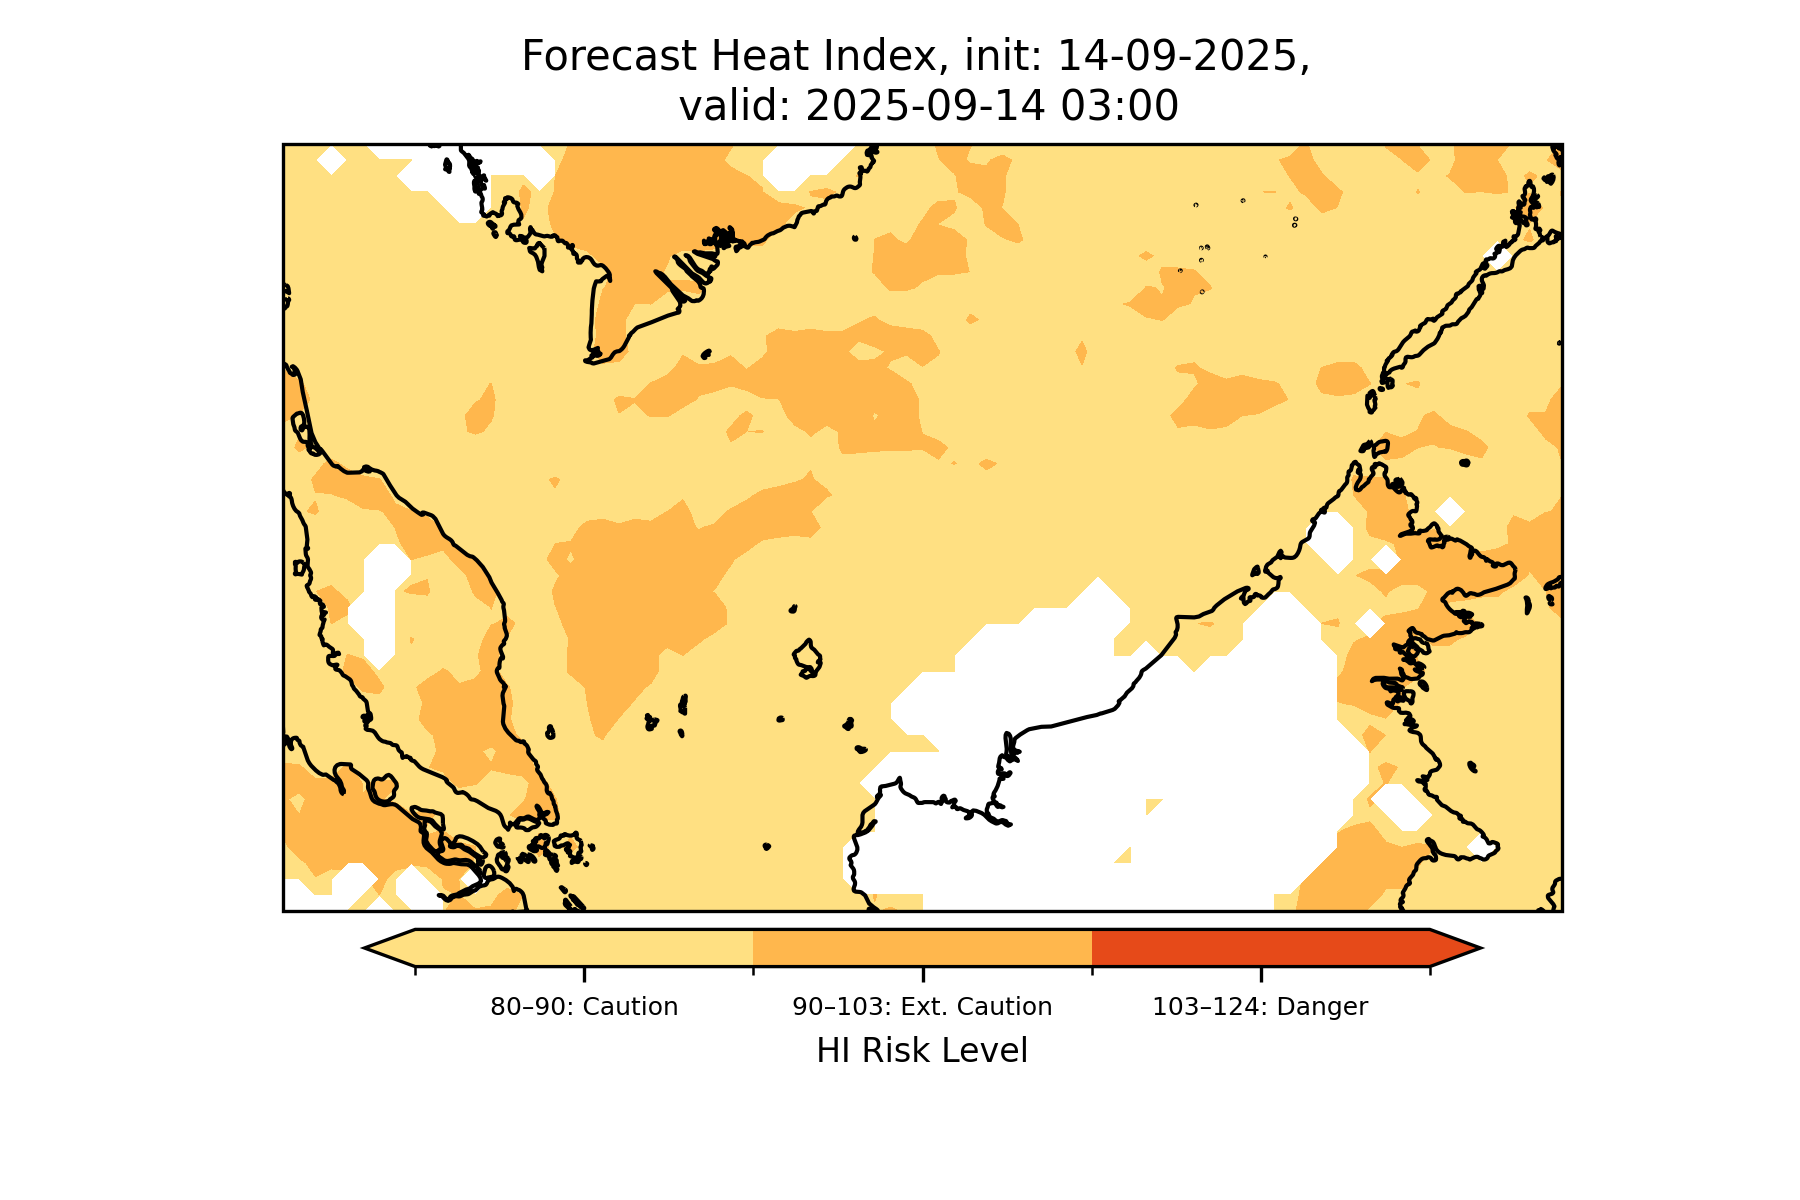 Forecast Heat Index, init: 14-09-2025,
valid: 2025-09-14 03:00
80–90: Caution
90–103: Ext. Caution
103–124: Danger
HI Risk Level